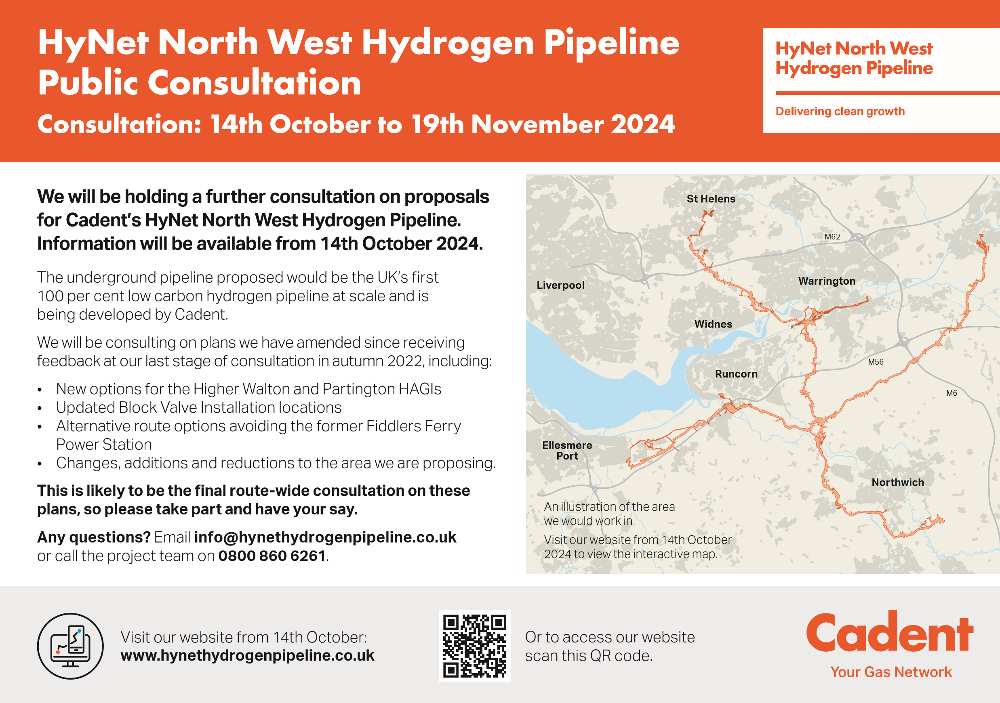 HyNet North West Hydrogen Pipeline
Public Consultation
Consultation: 14th October to 19th November 2024
HyNet North West
Hydrogen Pipeline
Delivering clean growth
We will be holding a further consultation on proposals
for Cadent’s HyNet North West Hydrogen Pipeline.
Information will be available from 14th October 2024.
The underground pipeline proposed would be the UK’s first
100 per cent low carbon hydrogen pipeline at scale and is
being developed by Cadent.
We will be consulting on plans we have amended since receiving
feedback at our last stage of consultation in autumn 2022, including:
• New options for the Higher Walton and Partington HAGIs
• Updated Block Valve Installation locations
• Alternative route options avoiding the former Fiddlers Ferry
Power Station
• Changes, additions and reductions to the area we are proposing.
This is likely to be the final route-wide consultation on these
plans, so please take part and have your say.
Any questions? Email info@hynethydrogenpipeline.co.uk
or call the project team on 0800 860 6261.
St Helens
M62
Warrington
Liverpool
Widnes
M56
Runcorn
M6
Ellesmere
Port
Northwich
An illustration of the area
we would work in.
Visit our website from 14th October
2024 to view the interactive map.
Visit our website from 14th October:
www.hynethydrogenpipeline.co.uk
Or to access our website
scan this QR code.
Cadent
Your Gas Network